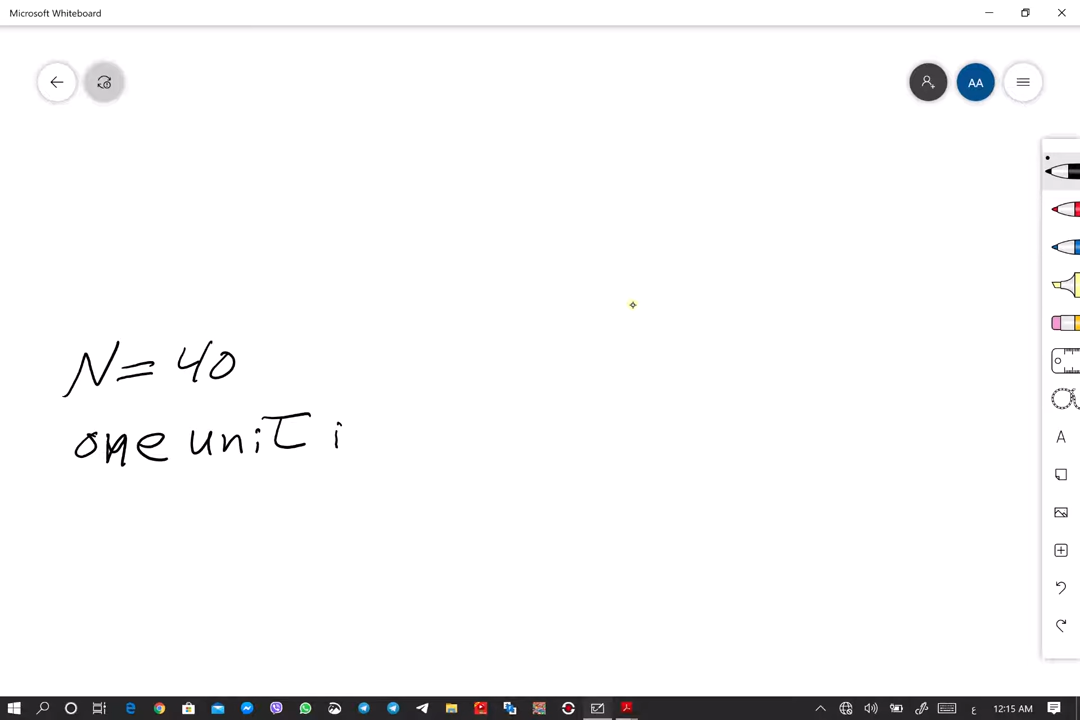 Microsoft Whiteboard
AA
N = 40
one unit i
A
ع
12:15 AM